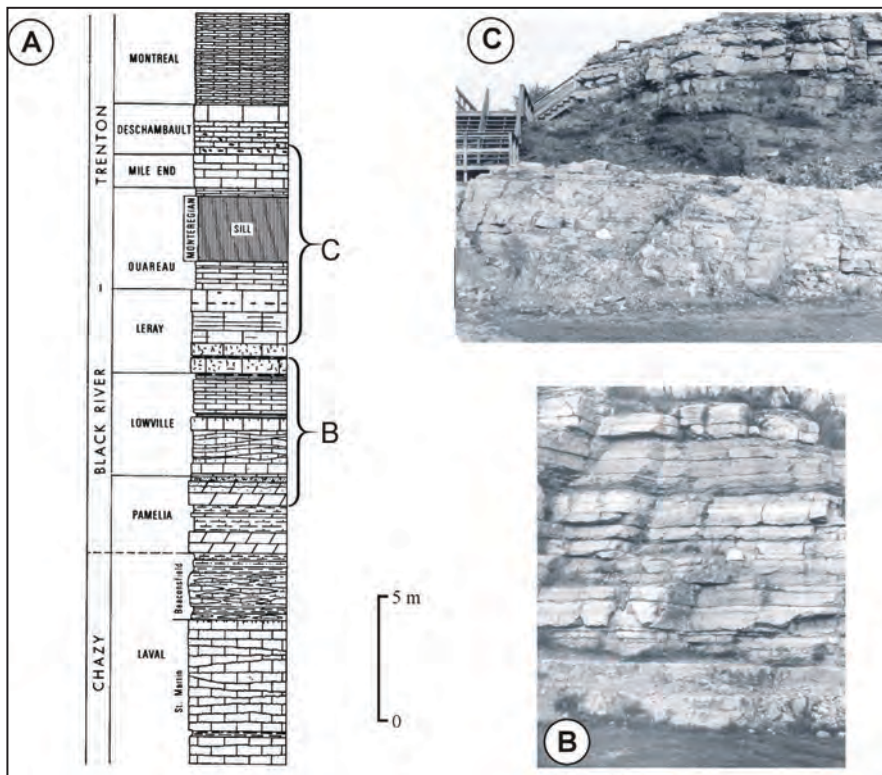 A
C
MONTRÉAL
DESCHAMBAULT
MILE END
MONTEREGIAN
SILL
OUAREAU
LERAY
LOWVILLE
PAMELIA
Beaconsfield
LAVAL
St. Martin
TRENTON
BLACK RIVER
CHAZY
C
B
5 m
0
B